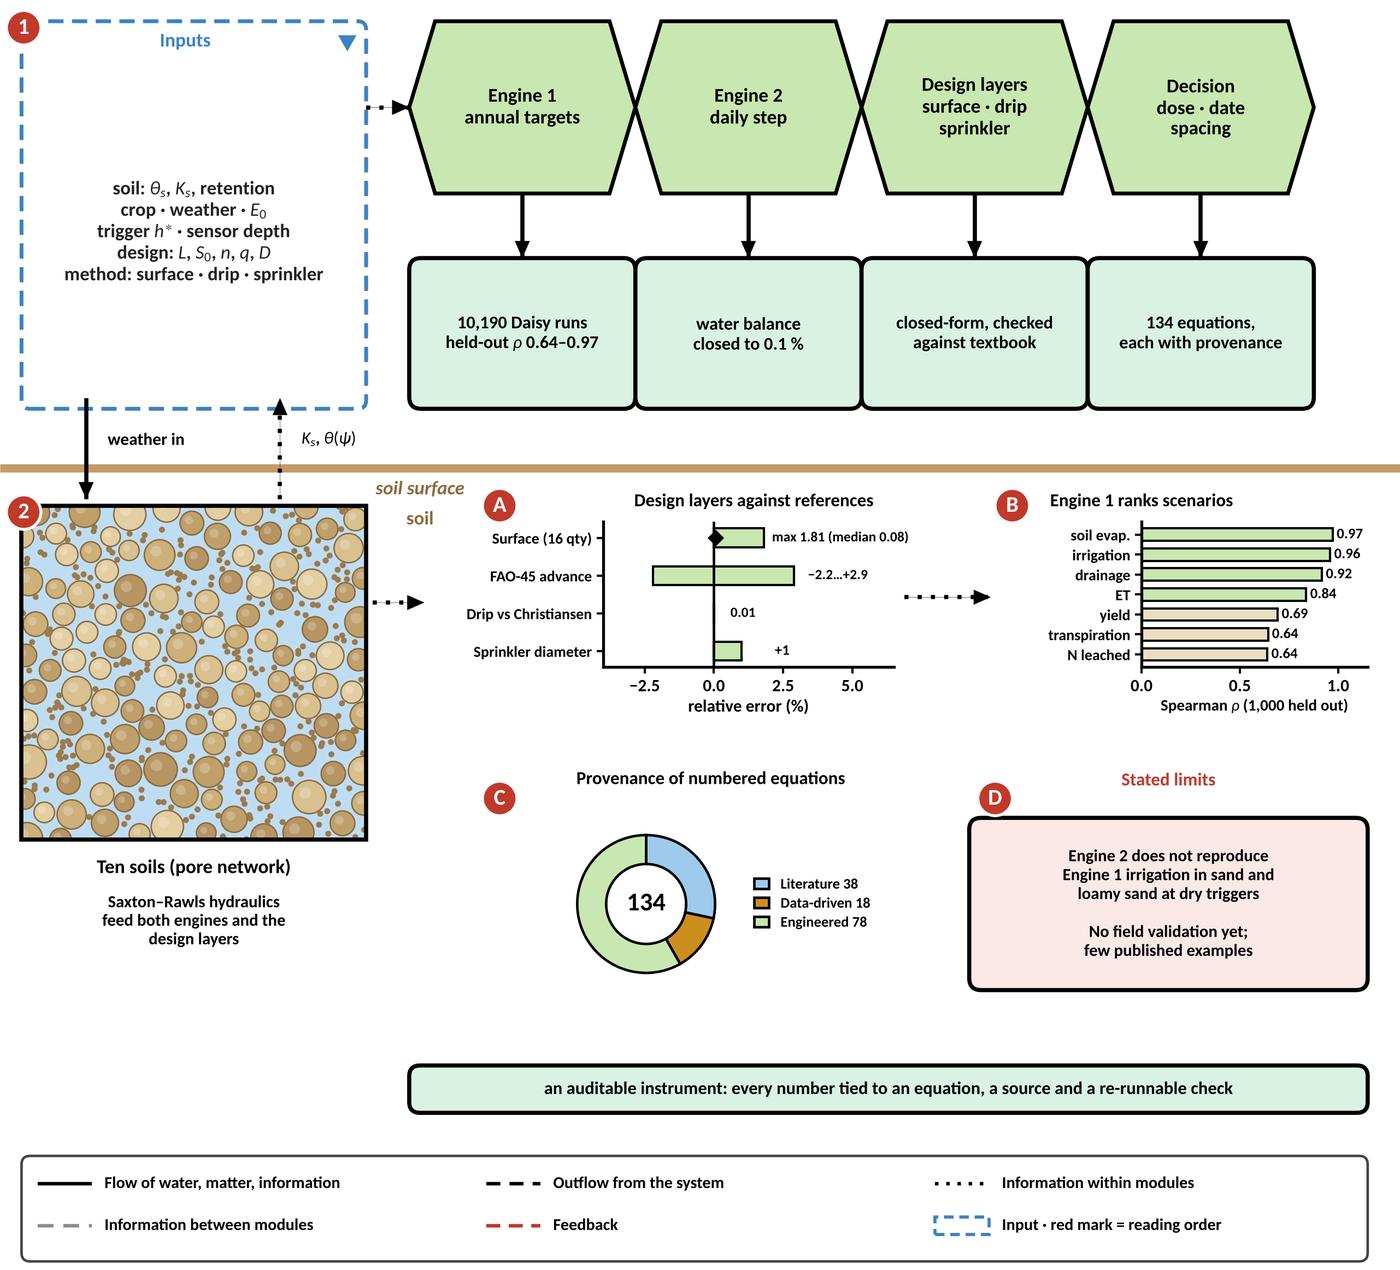 1
Inputs
soil: θs, Ks, retention
crop · weather · E0
trigger h* · sensor depth
design: L, S0, n, q, D
method: surface · drip · sprinkler
Engine 1
annual targets
Engine 2
daily step
Design layers
surface · drip
sprinkler
Decision
dose · date
spacing
10,190 Daisy runs
held-out ρ 0.64–0.97
water balance
closed to 0.1 %
closed-form, checked
against textbook
134 equations,
each with provenance
weather in
Ks, θ(ψ)
soil surface
soil
2
Ten soils (pore network)
Saxton–Rawls hydraulics
feed both engines and the
design layers
A
Design layers against references
Surface (16 qty)
max 1.81 (median 0.08)
FAO-45 advance
−2.2...+2.9
Drip vs Christiansen
0.01
Sprinkler diameter
+1
−2.5 0.0 2.5 5.0
relative error (%)
B
Engine 1 ranks scenarios
soil evap. 0.97
irrigation 0.96
drainage 0.92
ET 0.84
yield 0.69
transpiration 0.64
N leached 0.64
0.0 0.5 1.0
Spearman ρ (1,000 held out)
C
Provenance of numbered equations
134
Literature 38
Data-driven 18
Engineered 78
D
Stated limits
Engine 2 does not reproduce
Engine 1 irrigation in sand and
loamy sand at dry triggers
No field validation yet;
few published examples
an auditable instrument: every number tied to an equation, a source and a re-runnable check
Flow of water, matter, information
Outflow from the system
Information within modules
Information between modules
Feedback
Input · red mark = reading order